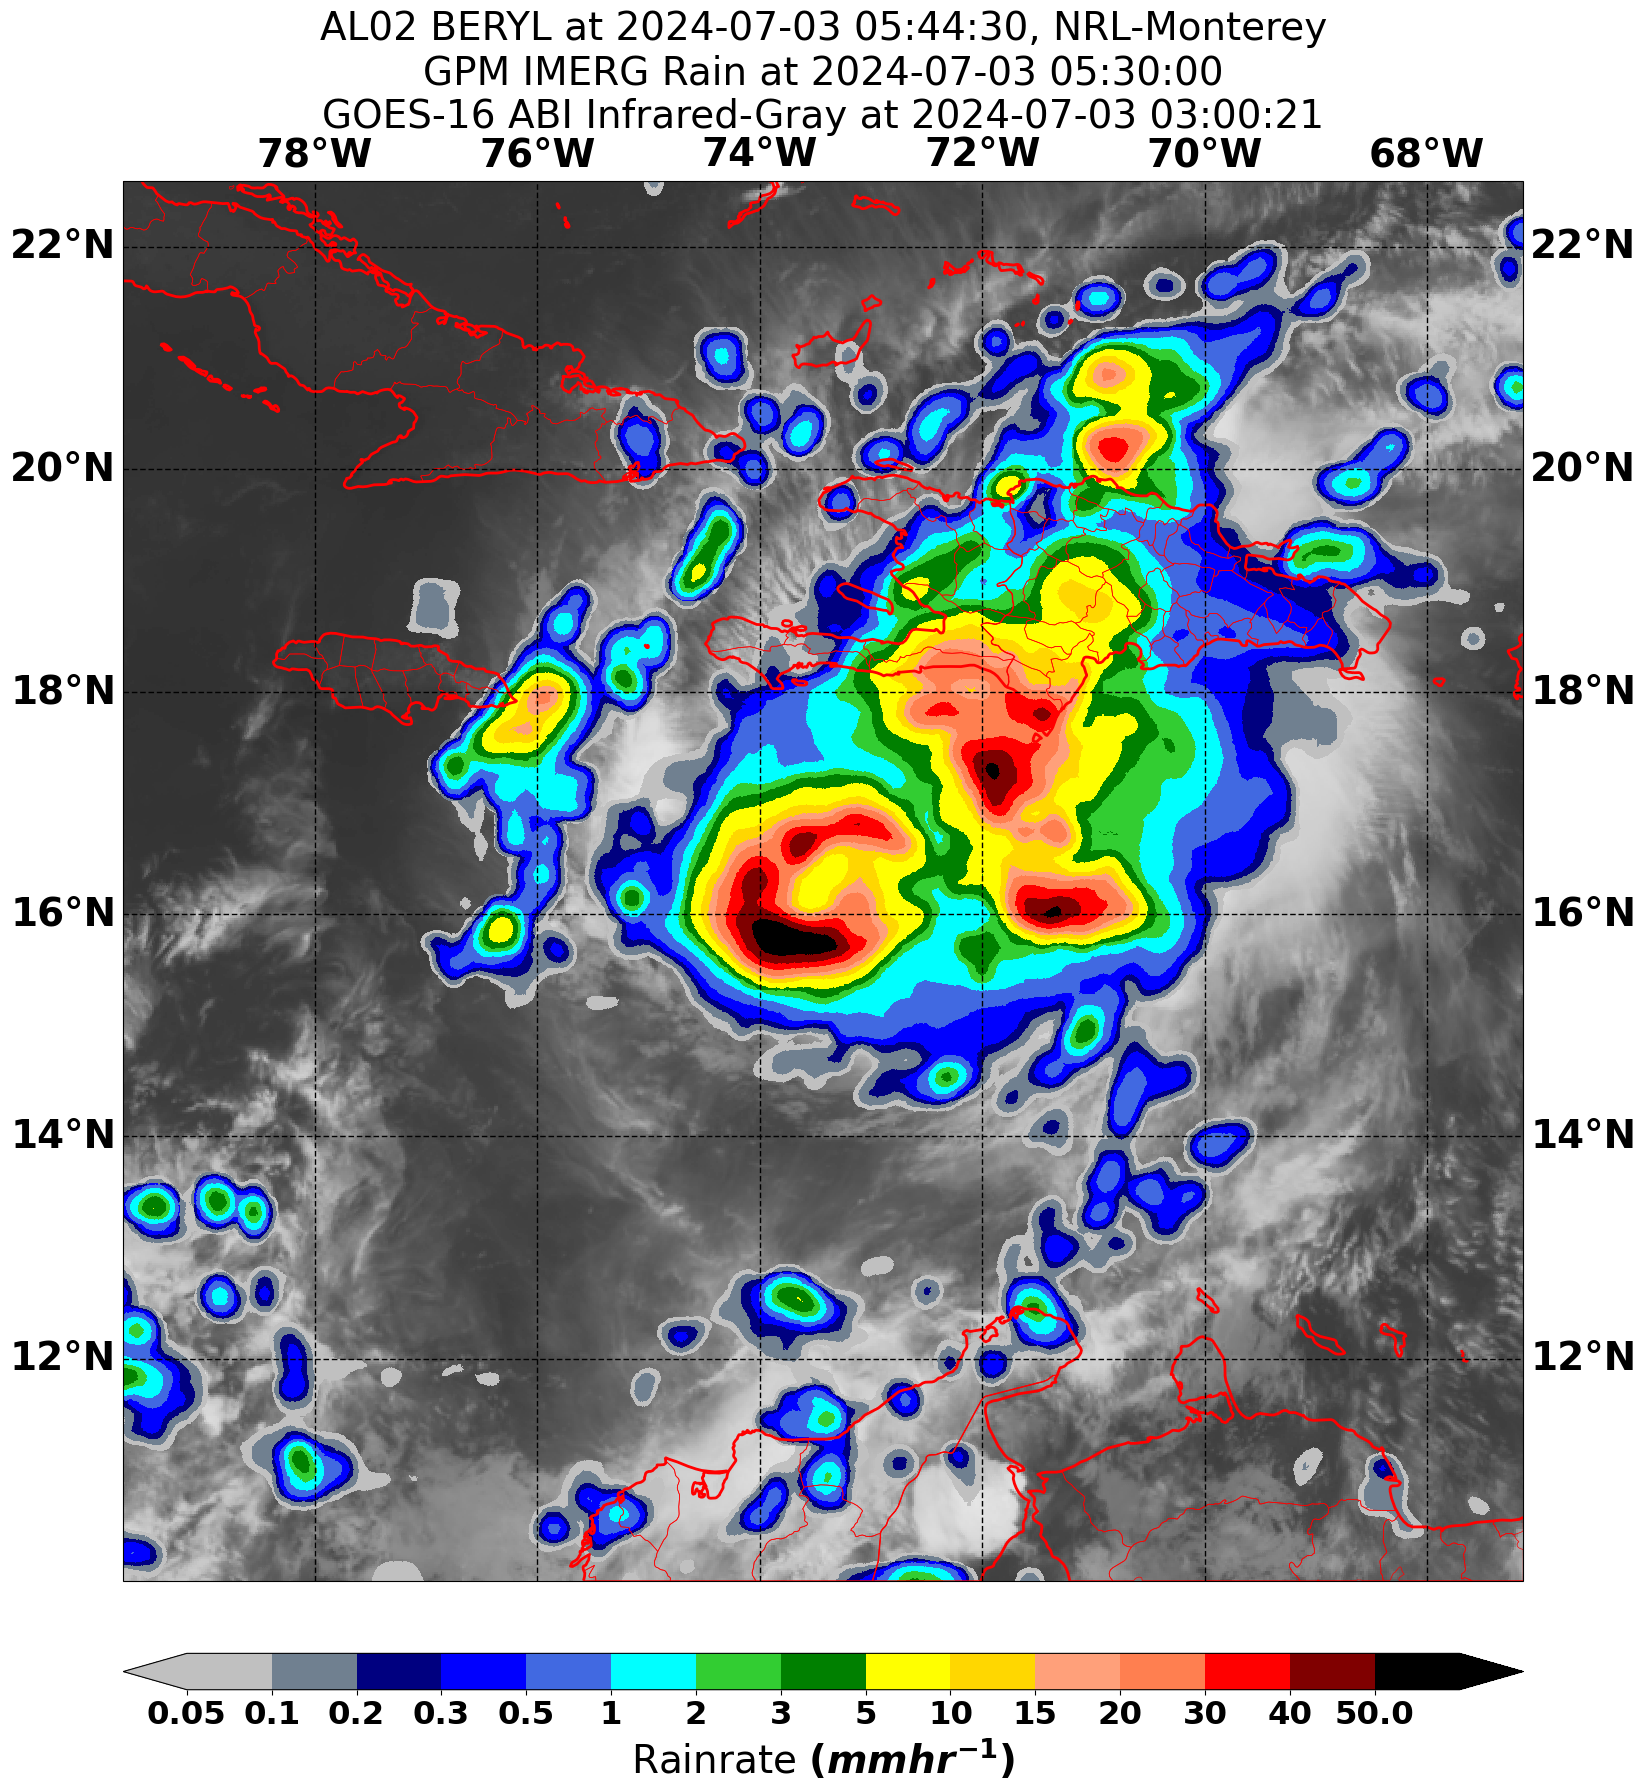 AL02 BERYL at 2024-07-03 05:44:30, NRL-Monterey
GPM IMERG Rain at 2024-07-03 05:30:00
GOES-16 ABI Infrared-Gray at 2024-07-03 03:00:21
78°W 76°W 74°W 72°W 70°W 68°W
22°N 22°N
20°N 20°N
18°N 18°N
16°N 16°N
14°N 14°N
12°N 12°N
0.05 0.1 0.2 0.3 0.5 1 2 3 5 10 15 20 30 40 50.0
Rainrate (mmhr⁻¹)